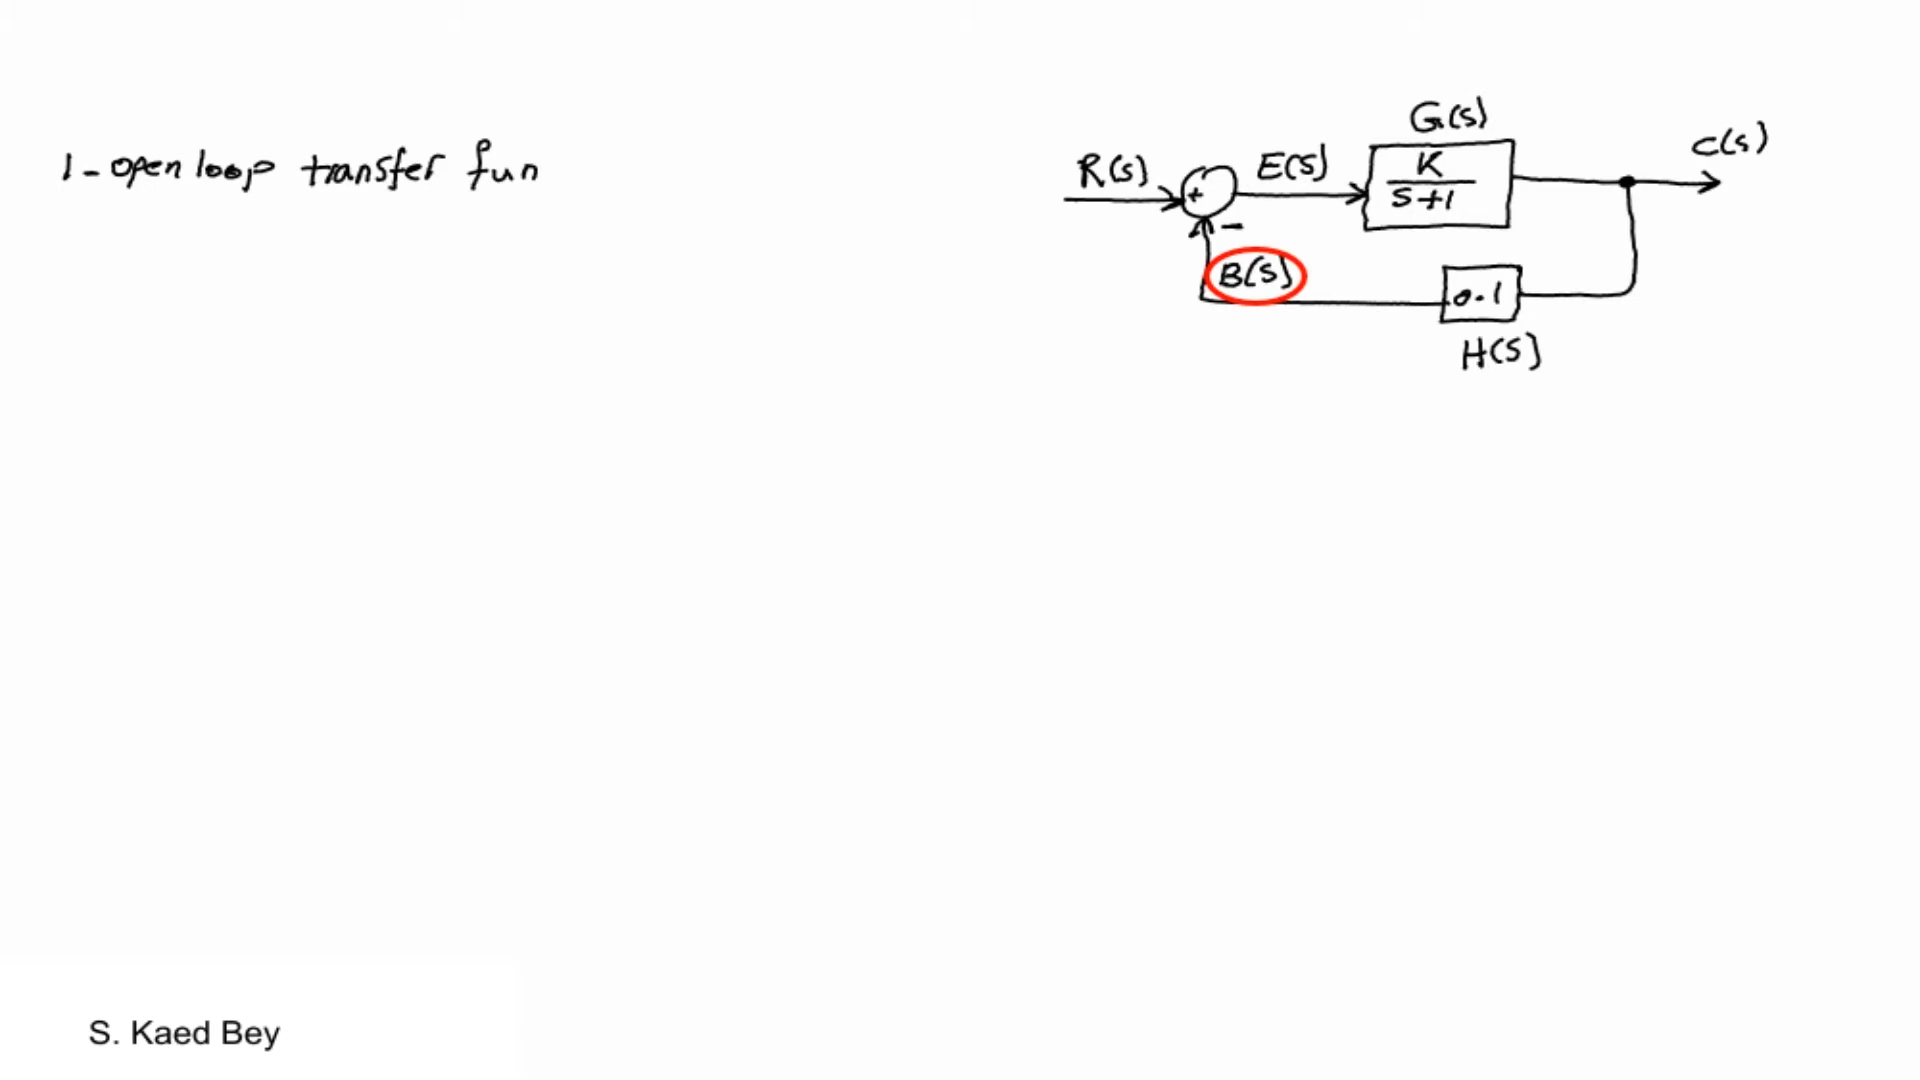 1- open loop transfer fun
G(s)
R(s)
+
E(s)
K
S+1
C(s)
-
B(s)
0.1
H(s)
S. Kaed Bey